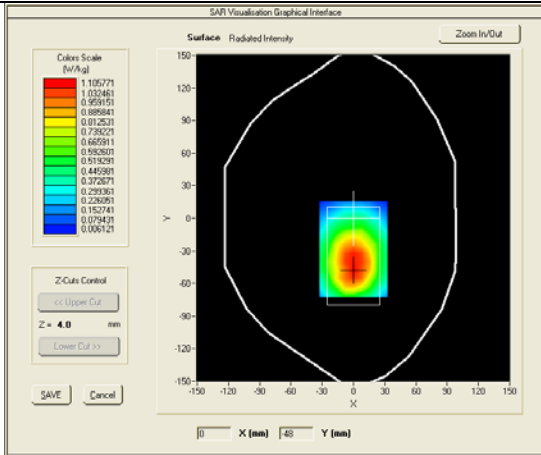 SAR Visualisation Graphical Interface
Surface Radiated Intensity
Zoom In/Out
Colors Scale
(W/kg)
1.105771
1.032461
0.959151
0.885841
0.812531
0.739221
0.665911
0.592601
0.519291
0.445981
0.372671
0.299361
0.226051
0.152741
0.079431
0.006121
150
120
90
60
30
0
-30
-60
-90
-120
-150
Y
-150 -120 -90 -60 -30 0 30 60 90 120 150
X
Z-Cuts Control
<< Upper Cut
Z = 4.0 mm
Lower Cut >>
SAVE Cancel
0 X (mm) -48 Y (mm)